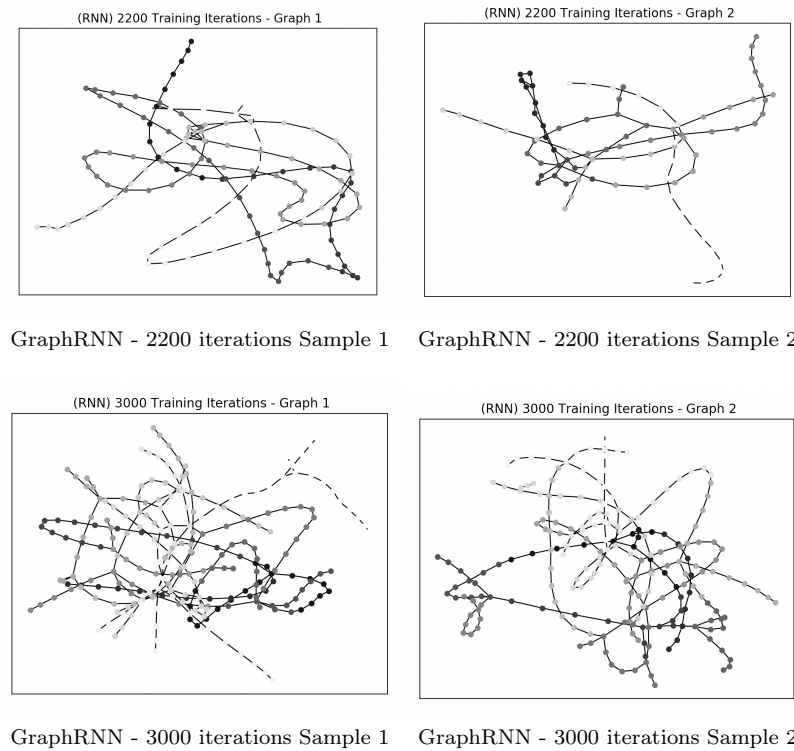 (RNN) 2200 Training Iterations - Graph 1
(RNN) 2200 Training Iterations - Graph 2
GraphRNN - 2200 iterations Sample 1
GraphRNN - 2200 iterations Sample 2
(RNN) 3000 Training Iterations - Graph 1
(RNN) 3000 Training Iterations - Graph 2
GraphRNN - 3000 iterations Sample 1
GraphRNN - 3000 iterations Sample 2